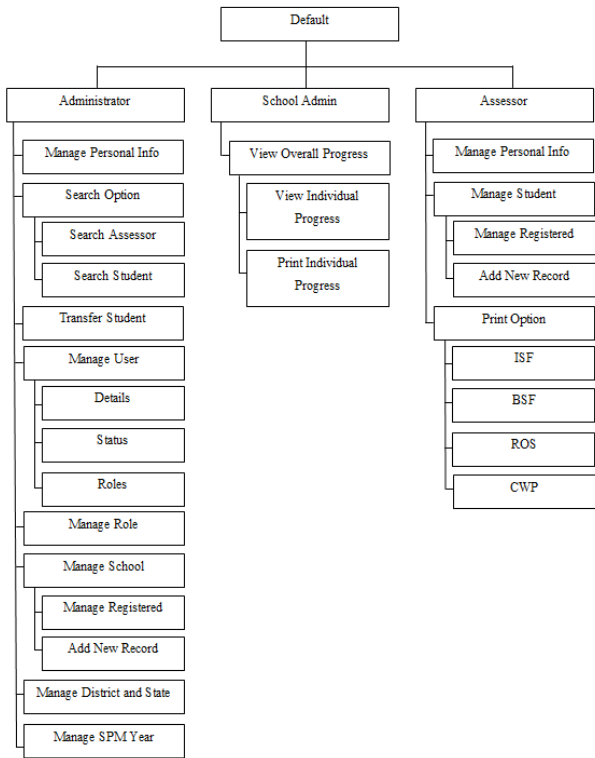 Default
Administrator
School Admin
Assessor
Manage Personal Info
Search Option
Search Assessor
Search Student
Transfer Student
Manage User
Details
Status
Roles
Manage Role
Manage School
Manage Registered
Add New Record
Manage District and State
Manage SPM Year
View Overall Progress
View Individual
Progress
Print Individual
Progress
Manage Personal Info
Manage Student
Manage Registered
Add New Record
Print Option
ISF
BSF
ROS
CWP